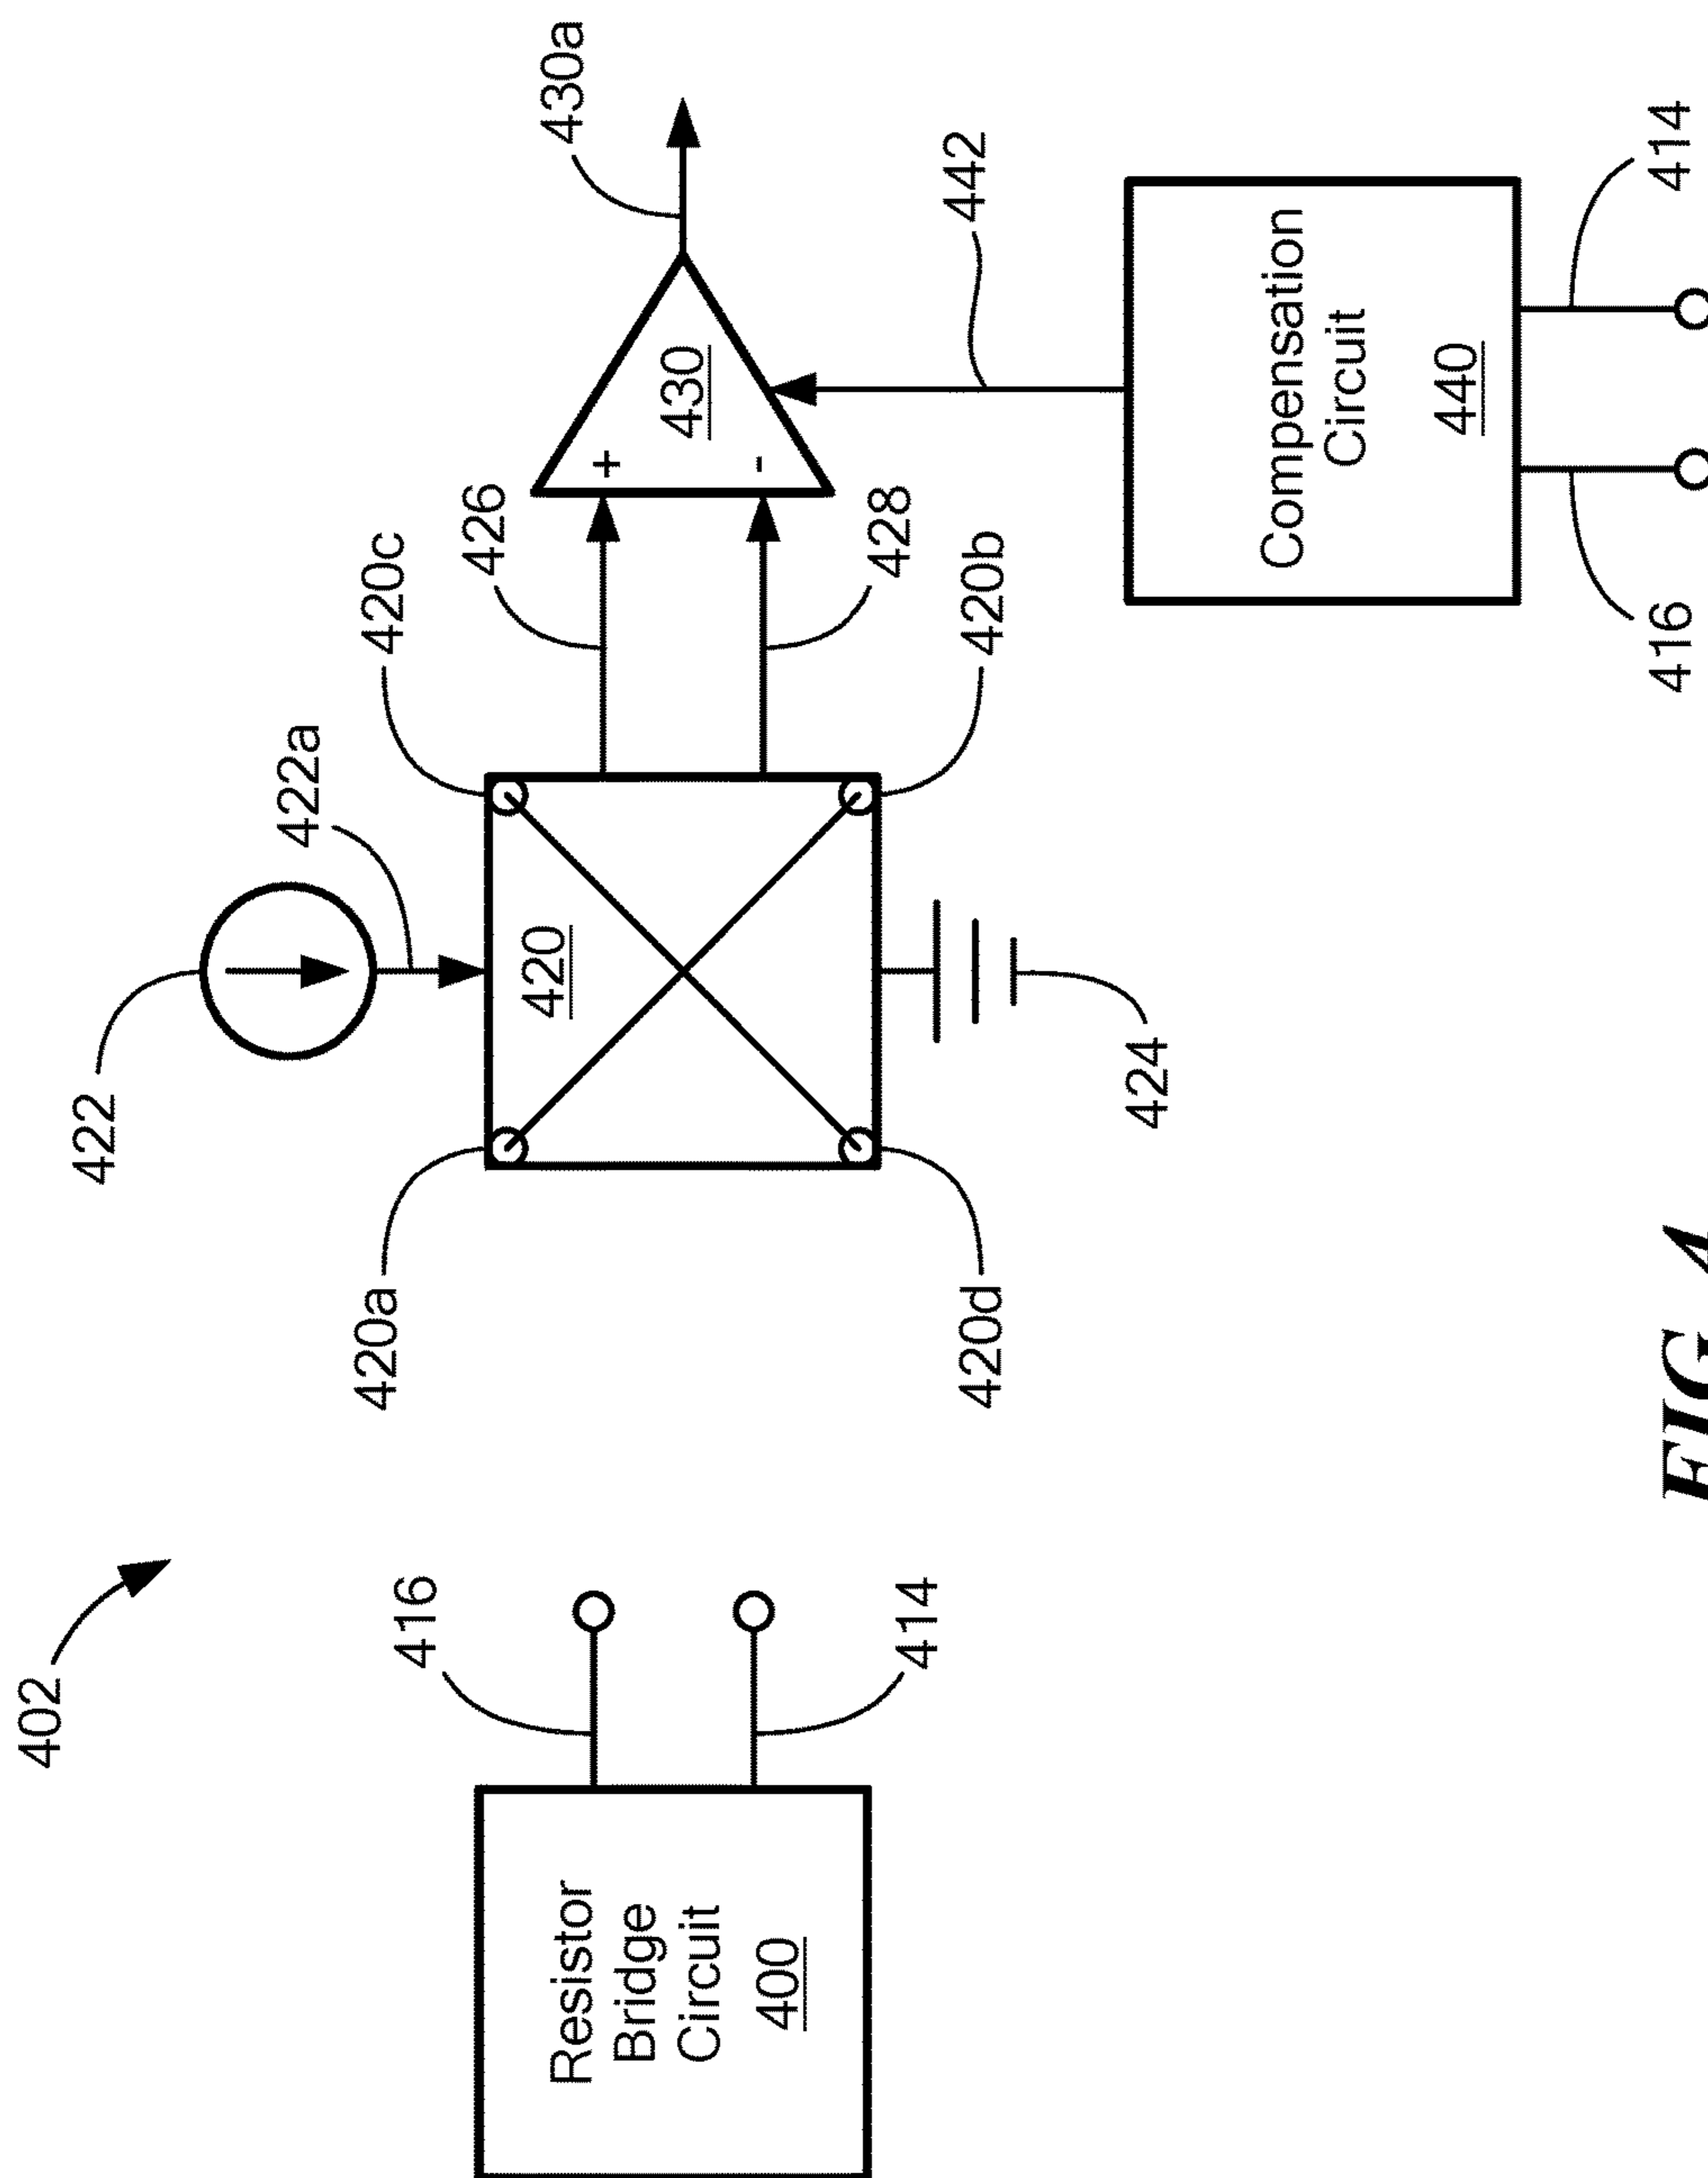 402
422
422a
420a
420c
420
420d
420b
424
426
428
+
-
430
430a
416
414
Resistor
Bridge
Circuit
400
442
Compensation
Circuit
440
416
414
FIG. 4